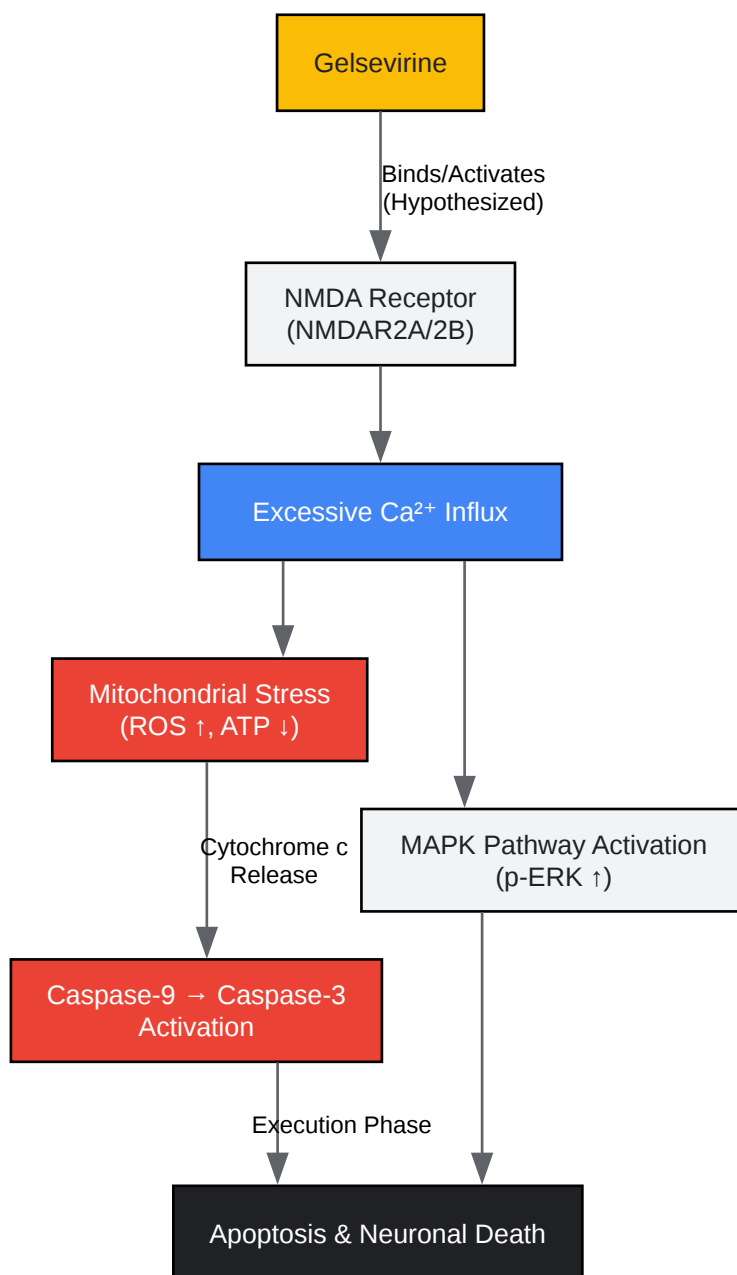 Gelsevirine
Binds/Activates
(Hypothesized)
NMDA Receptor
(NMDAR2A/2B)
Excessive Ca²⁺ Influx
Mitochondrial Stress
(ROS ↑, ATP ↓)
Cytochrome c
Release
MAPK Pathway Activation
(p-ERK ↑)
Caspase-9 → Caspase-3
Activation
Execution Phase
Apoptosis & Neuronal Death